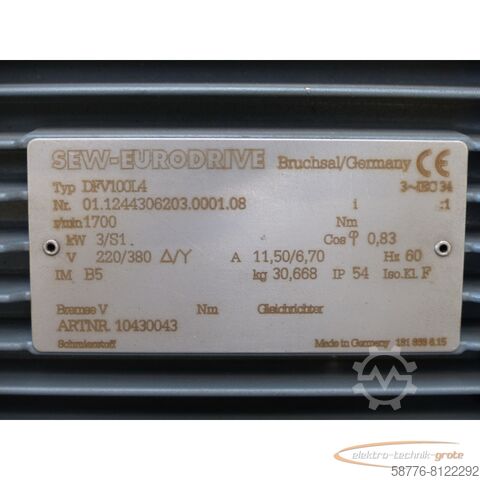 SEW-EURODRIVE Bruchsal/Germany CE
Typ DFV100L4 3~IEC 34
Nr. 01.1244306203.0001.08 i :1
r/min 1700 Nm
kW 3/S1 Cos φ 0,83
V 220/380 Δ/Y A 11,50/6,70 Hz 60
IM B5 kg 30,668 IP 54 Iso.Kl. F
Bremse V Nm Gleichrichter
ARTNR. 10430043
Schmierstoff Made in Germany 181 6.15
elektro-technik-grote
58776-8122292